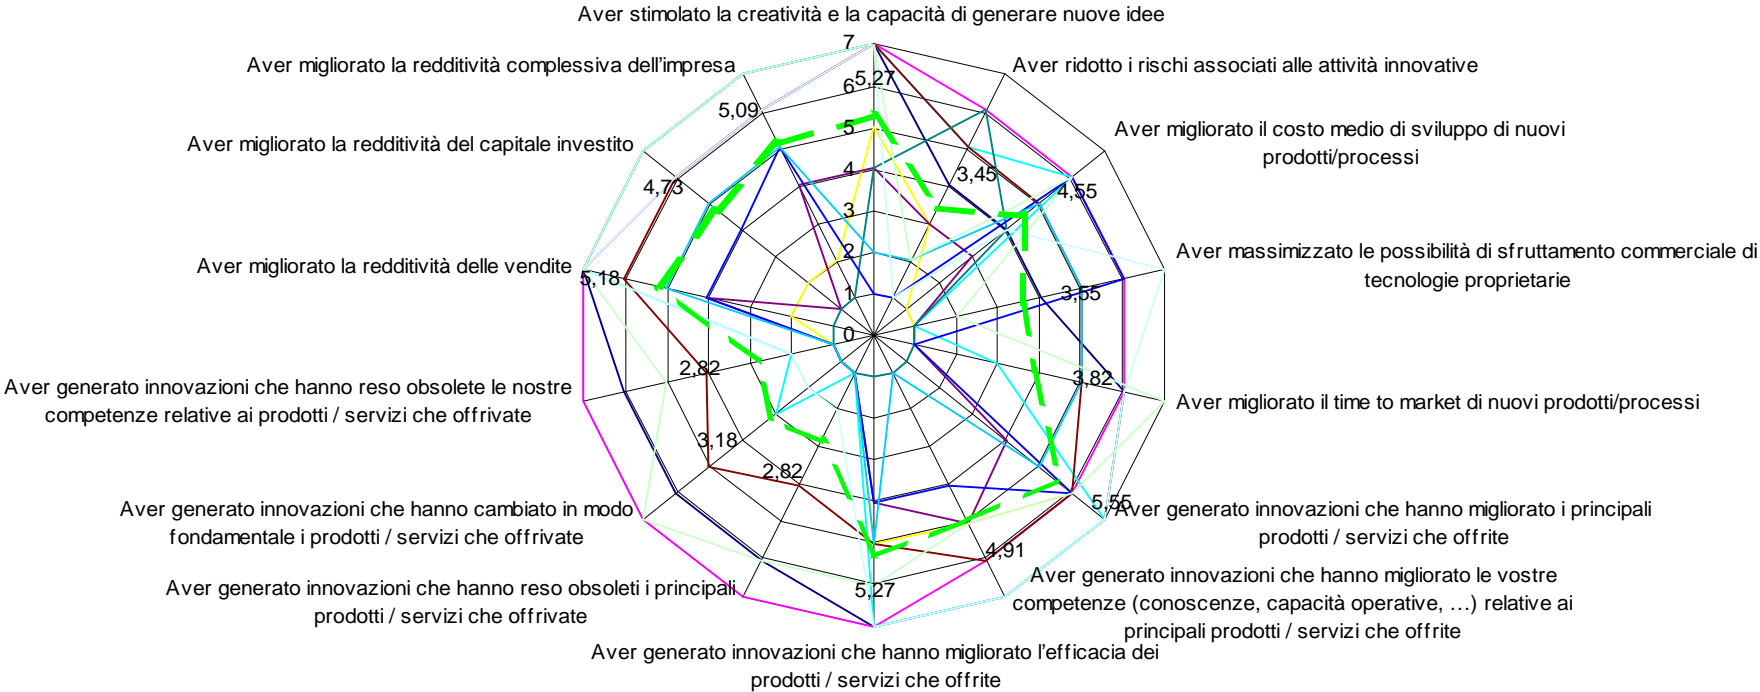 Aver stimolato la creatività e la capacità di generare nuove idee
7
Aver migliorato la redditività complessiva dell'impresa
Aver ridotto i rischi associati alle attività innovative
6
5,27
5,09
5
Aver migliorato la redditività del capitale investito
Aver migliorato il costo medio di sviluppo di nuovi
prodotti/processi
4
3,45
4,73
4,55
3
Aver migliorato la redditività delle vendite
5,18
2
Aver massimizzato le possibilità di sfruttamento commerciale di
tecnologie proprietarie
1
3,55
0
2,82
3,82
Aver generato innovazioni che hanno reso obsolete le nostre
competenze relative ai prodotti / servizi che offrivate
Aver migliorato il time to market di nuovi prodotti/processi
3,18
2,82
5,55
Aver generato innovazioni che hanno cambiato in modo
fondamentale i prodotti / servizi che offrivate
Aver generato innovazioni che hanno migliorato i principali
prodotti / servizi che offrite
4,91
Aver generato innovazioni che hanno reso obsoleti i principali
prodotti / servizi che offrivate
5,27
Aver generato innovazioni che hanno migliorato le vostre
competenze (conoscenze, capacità operative, …) relative ai
principali prodotti / servizi che offrite
Aver generato innovazioni che hanno migliorato l'efficacia dei
prodotti / servizi che offrite